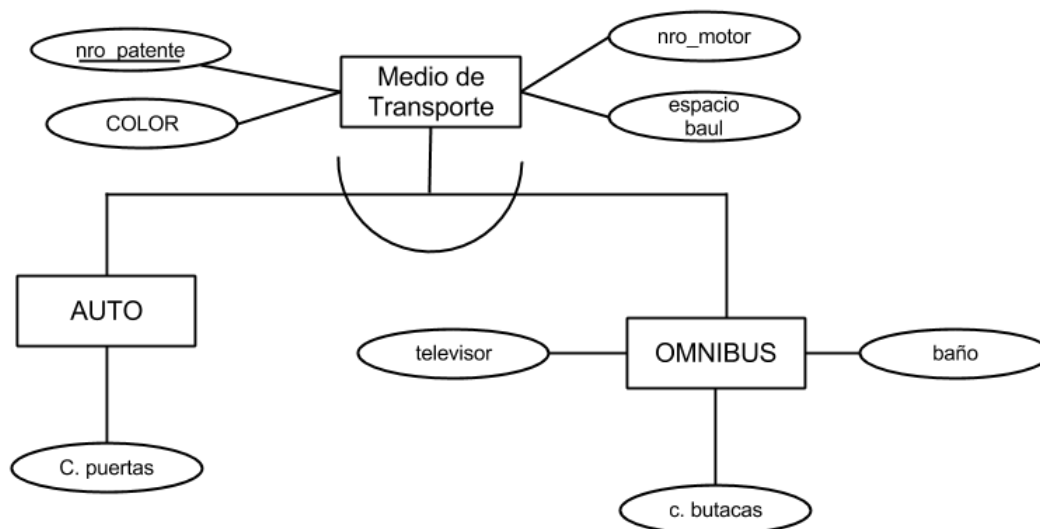 nro_patente
nro_motor
Medio de
Transporte
COLOR
espacio
baul
AUTO
televisor
OMNIBUS
baño
C. puertas
c. butacas